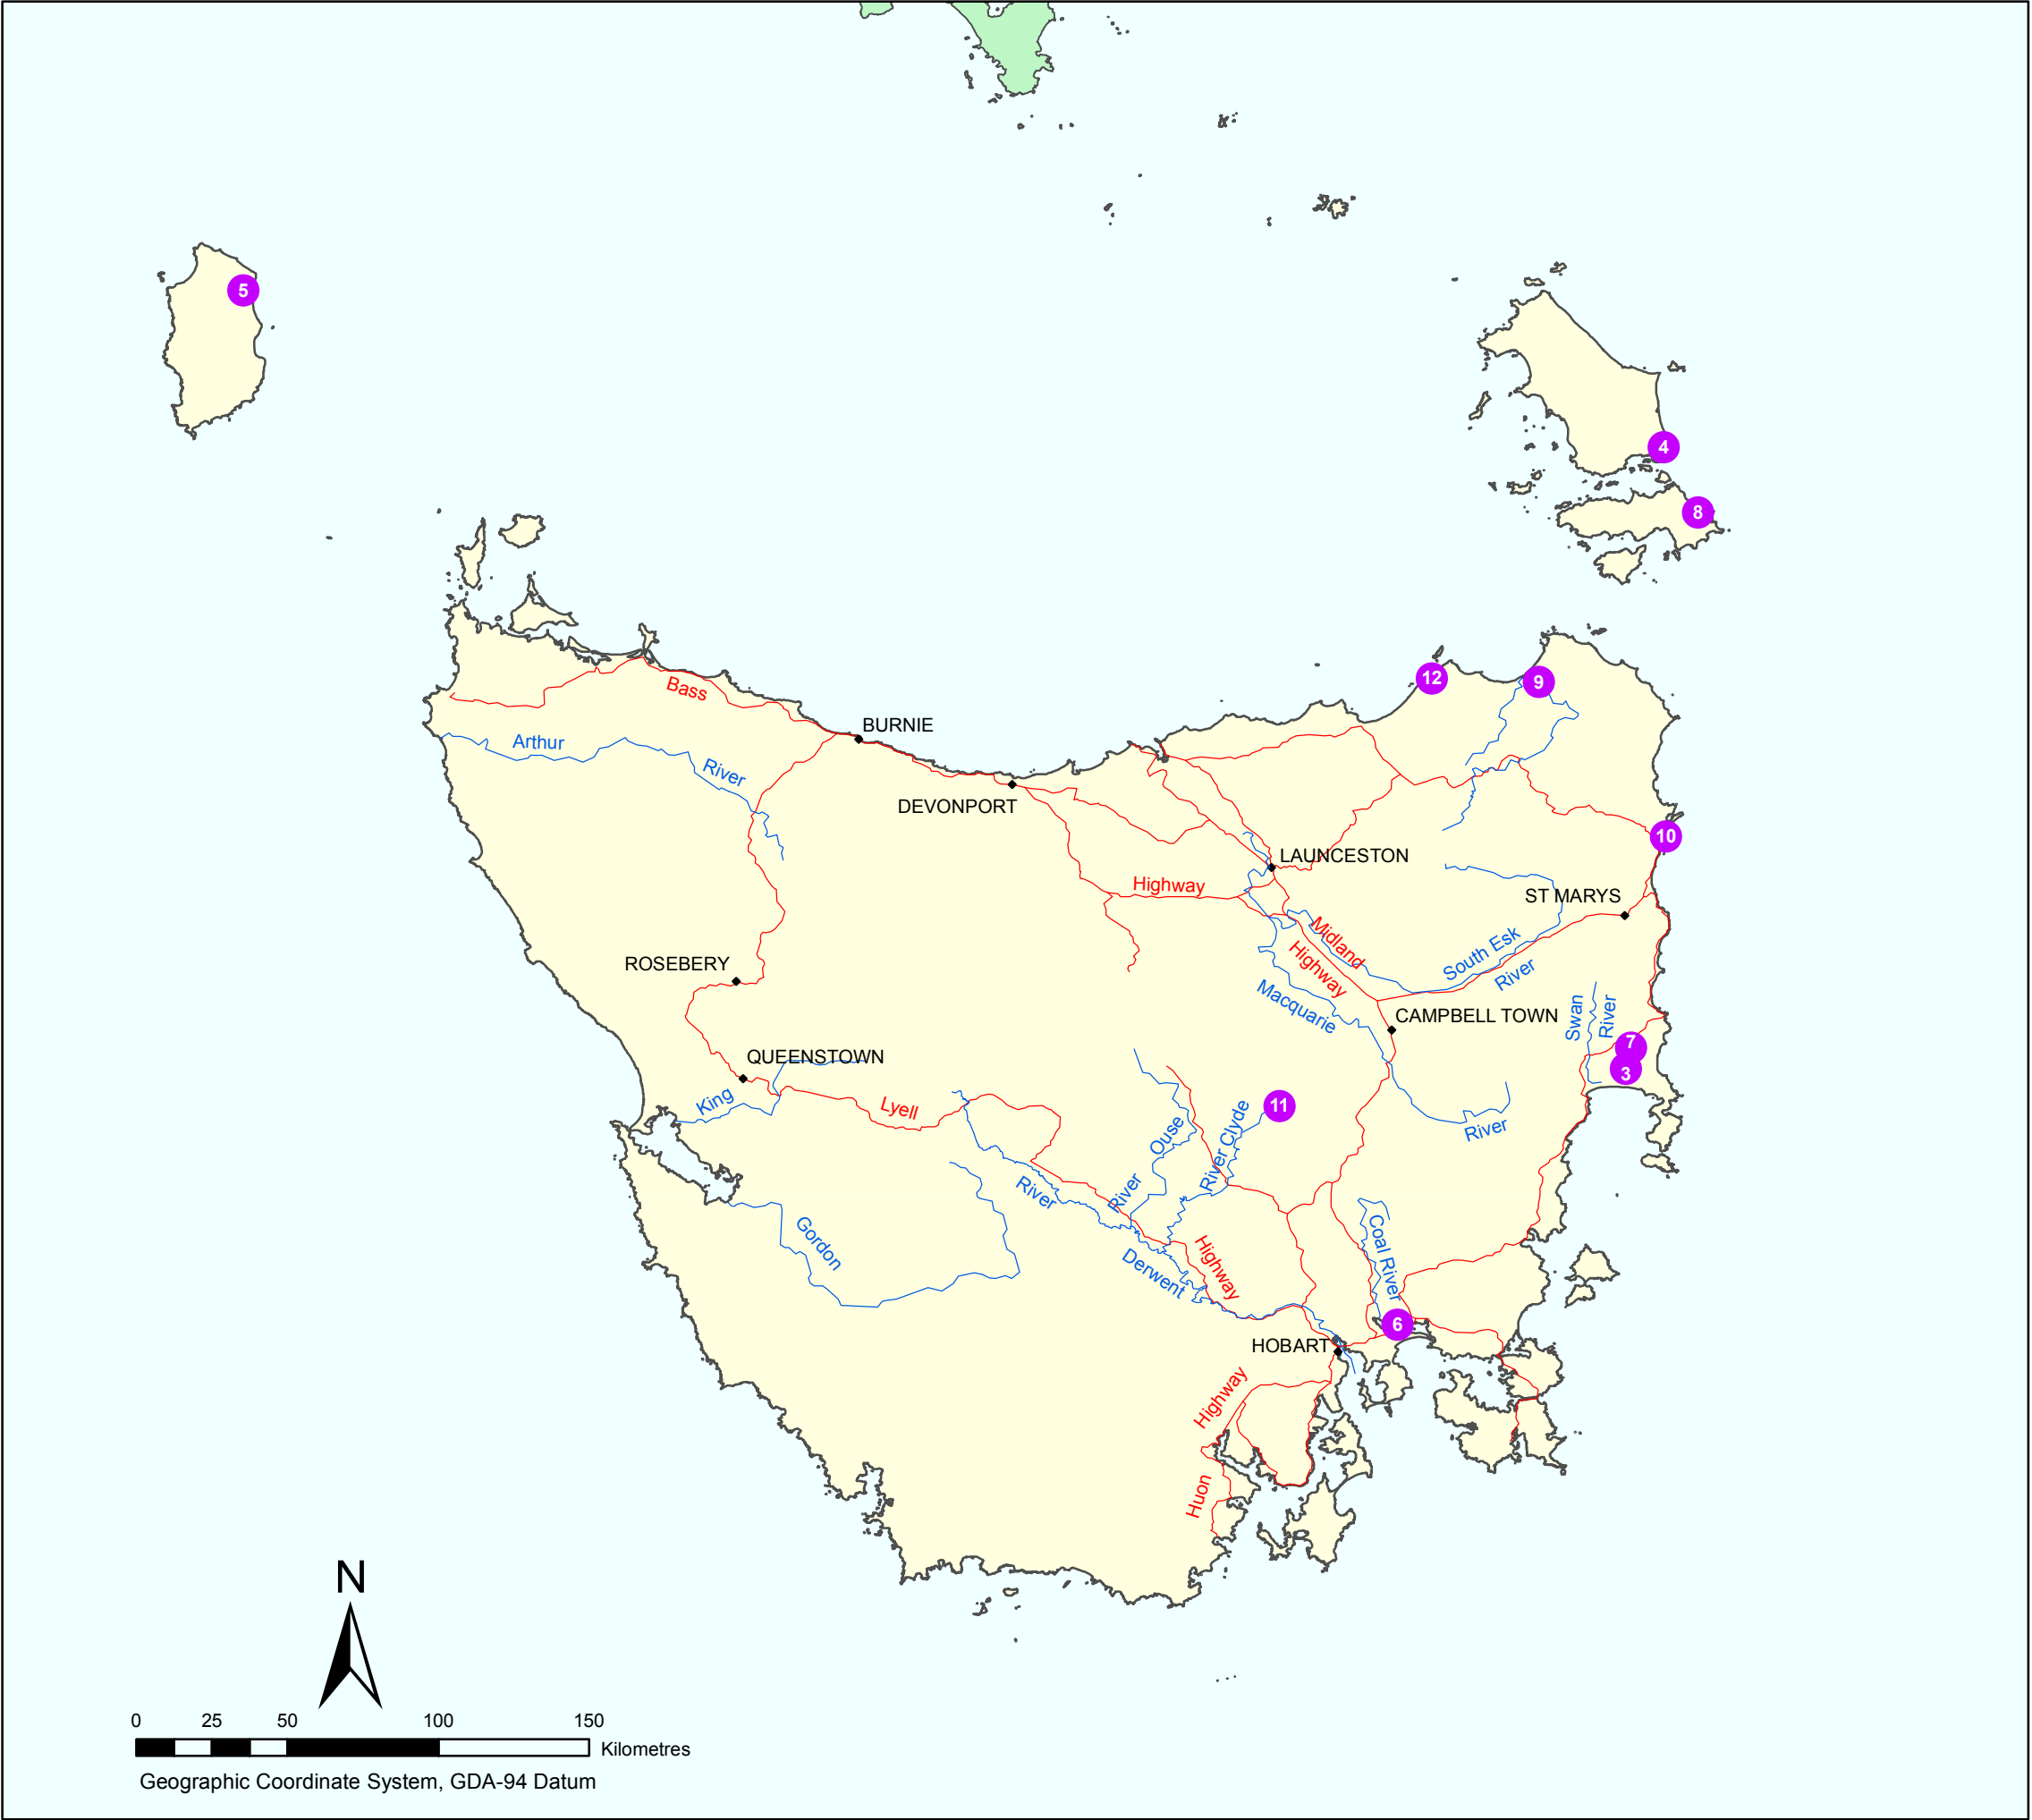 5
4
8
12
9
Bass
BURNIE
Arthur
River
DEVONPORT
10
LAUNCESTON
Highway
ST MARYS
Midland
Highway
South Esk
River
ROSEBERY
Macquarie
Swan
River
CAMPBELL TOWN
7
3
QUEENSTOWN
King
Lyell
11
River Clyde
Ouse
River
River
River
Gordon
Coal River
Highway
Derwent
6
HOBART
Highway
Huon
N
0 25 50 100 150
Kilometres
Geographic Coordinate System, GDA-94 Datum